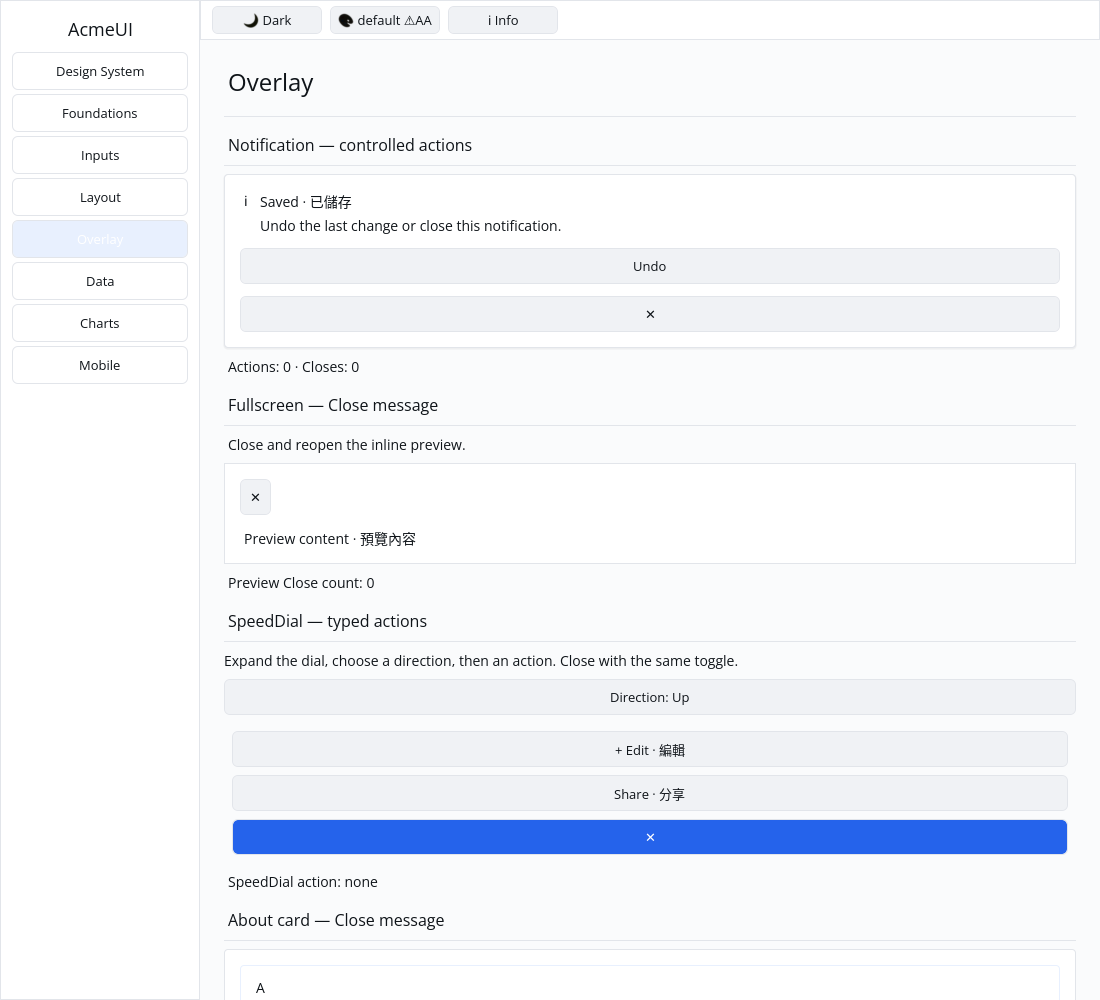 AcmeUI
Design System
Foundations
Inputs
Layout
Overlay
Data
Charts
Mobile
🌙 Dark
default ⚠AA
i Info
Overlay
Notification — controlled actions
i Saved · 已儲存
Undo the last change or close this notification.
Undo
×
Actions: 0 · Closes: 0
Fullscreen — Close message
Close and reopen the inline preview.
×
Preview content · 預覽內容
Preview Close count: 0
SpeedDial — typed actions
Expand the dial, choose a direction, then an action. Close with the same toggle.
Direction: Up
+ Edit · 編輯
Share · 分享
×
SpeedDial action: none
About card — Close message
A